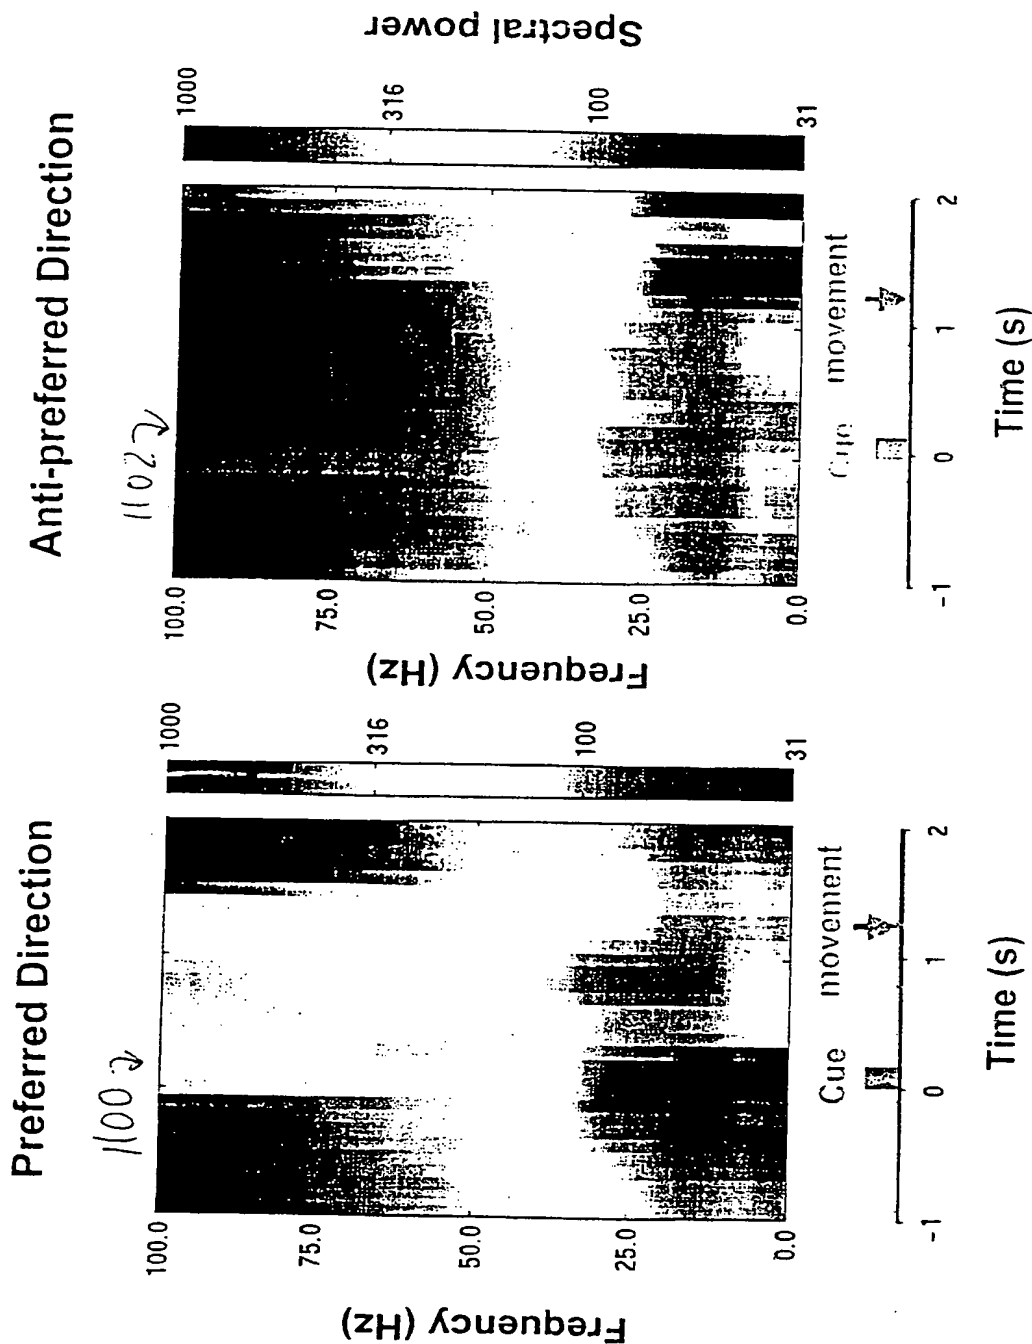 Preferred Direction
1100
Frequency (Hz)
100.0
75.0
50.0
25.0
0.0
1000
316
100
31
Cue movement
-1 0 1 2
Time (s)
Anti-preferred Direction
1102
Frequency (Hz)
100.0
75.0
50.0
25.0
0.0
1000
316
100
31
Spectral power
Cue movement
-1 0 1 2
Time (s)